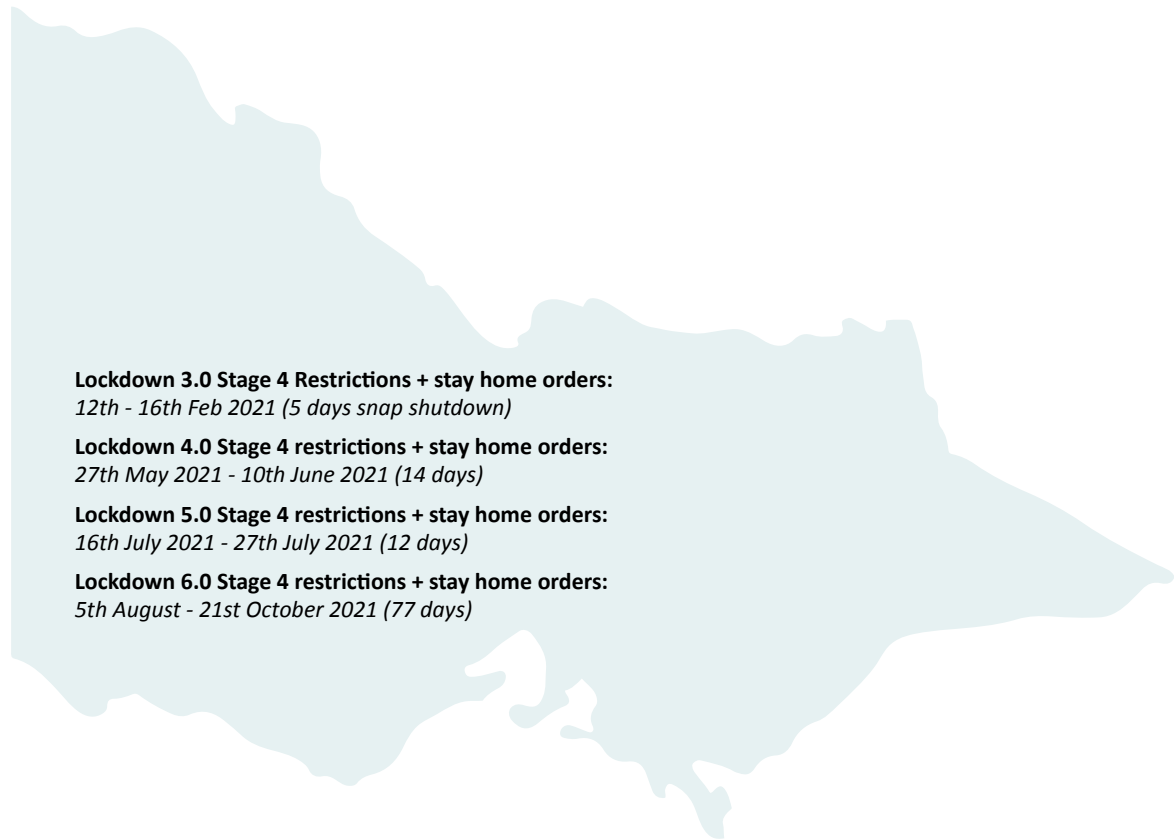 Lockdown 3.0 Stage 4 Restrictions + stay home orders:
12th - 16th Feb 2021 (5 days snap shutdown)
Lockdown 4.0 Stage 4 restrictions + stay home orders:
27th May 2021 - 10th June 2021 (14 days)
Lockdown 5.0 Stage 4 restrictions + stay home orders:
16th July 2021 - 27th July 2021 (12 days)
Lockdown 6.0 Stage 4 restrictions + stay home orders:
5th August - 21st October 2021 (77 days)